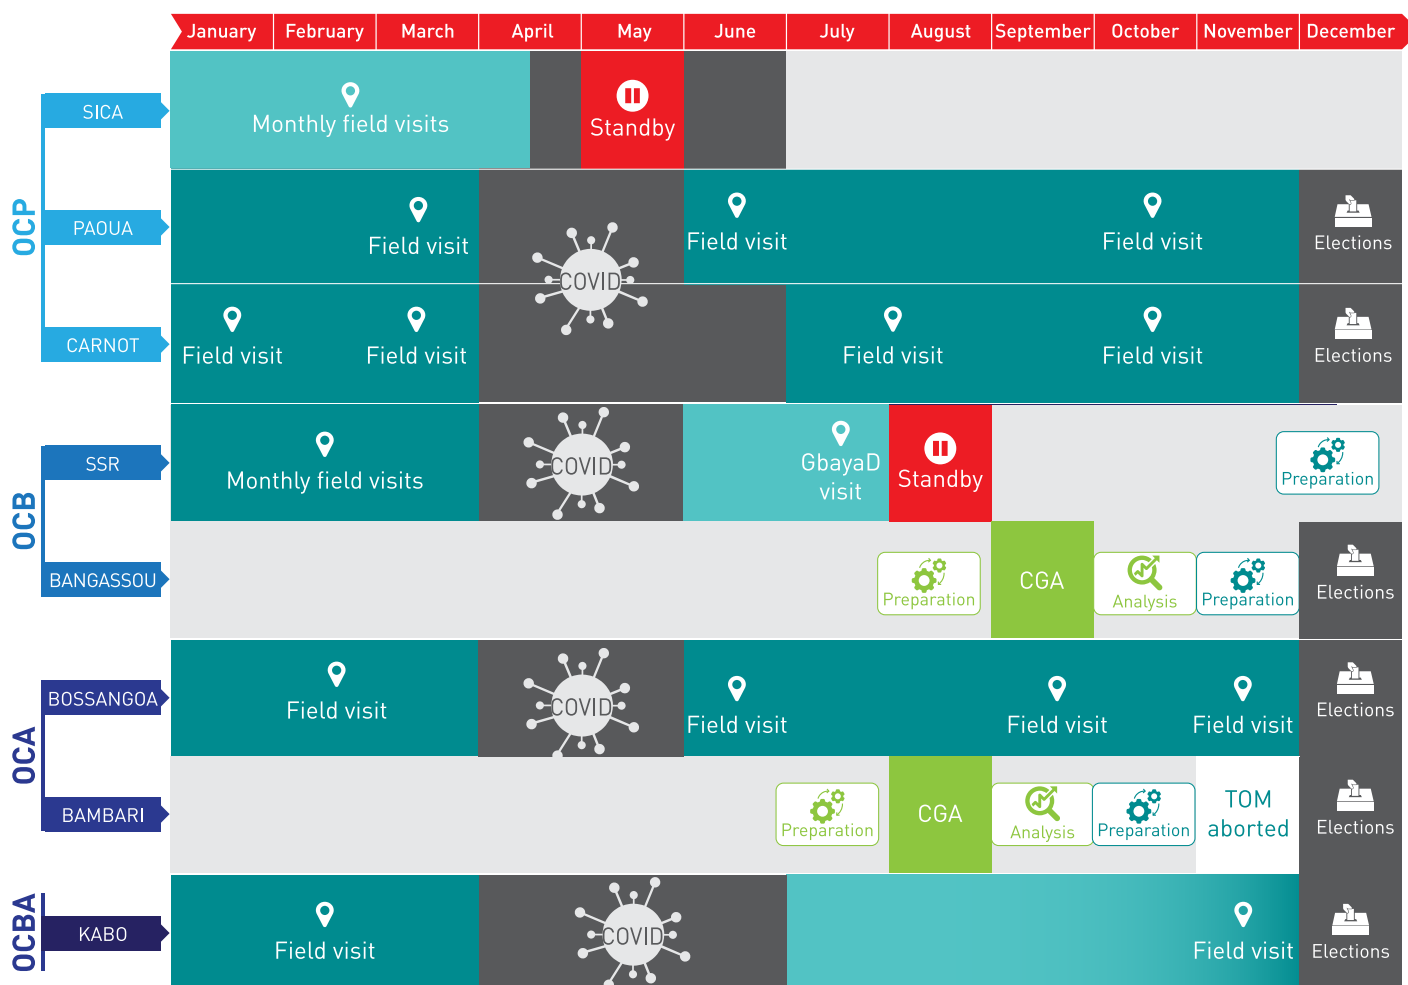 January February March April May June July August September October November December
OCP
SICA
Monthly field visits
Standby
PAOUA
Field visit
COVID
Field visit
Field visit
Elections
CARNOT
Field visit
Field visit
Field visit
Field visit
Elections
OCB
SSR
Monthly field visits
COVID
GbayaD
visit
Standby
Preparation
BANGASSOU
Preparation
CGA
Analysis
Preparation
Elections
OCA
BOSSANGOA
Field visit
COVID
Field visit
Field visit
Field visit
Elections
BAMBARI
Preparation
CGA
Analysis
Preparation
TOM
aborted
Elections
OCBA
KABO
Field visit
COVID
Field visit
Elections